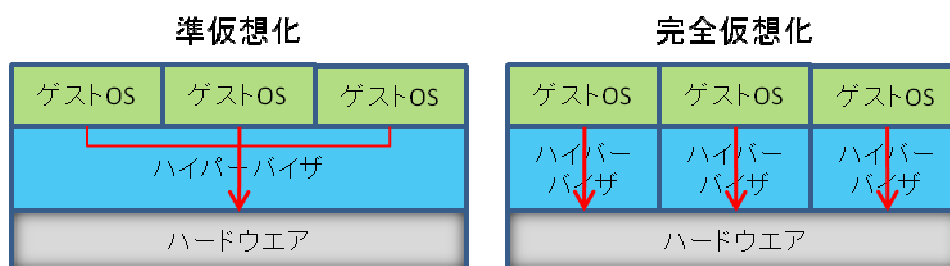 準仮想化
ゲストOS ゲストOS ゲストOS
ハイパーバイザ
ハードウエア
完全仮想化
ゲストOS ゲストOS ゲストOS
ハイパー ハイパー ハイパー
バイザ バイザ バイザ
ハードウエア